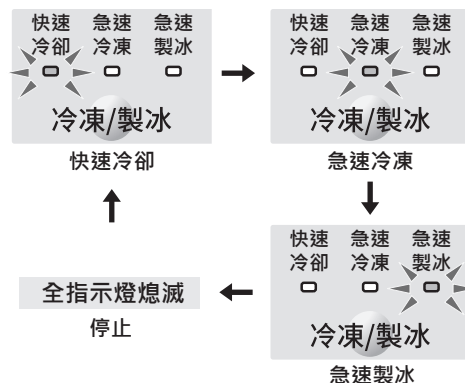 快速 急速 急速
冷卻 冷凍 製冰
冷凍/製冰
快速冷卻
快速 急速 急速
冷卻 冷凍 製冰
冷凍/製冰
急速冷凍
快速 急速 急速
冷卻 冷凍 製冰
冷凍/製冰
急速製冰
全指示燈熄滅
停止